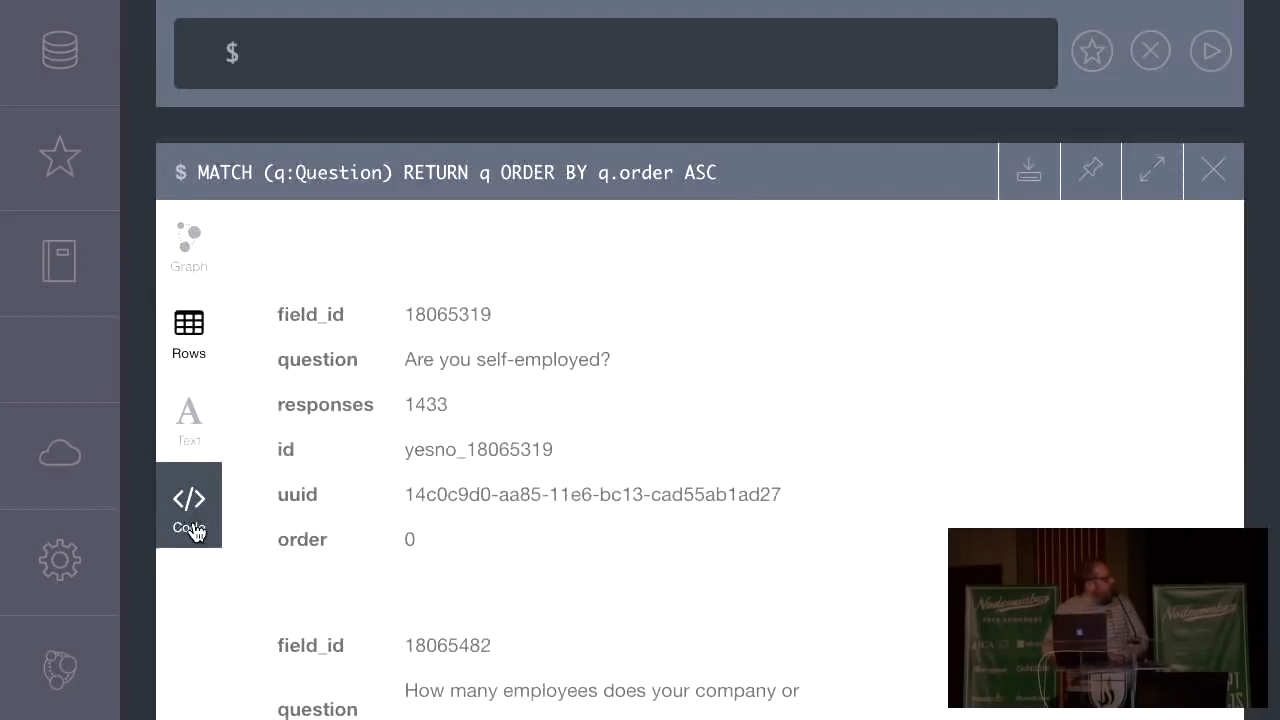 $
$ MATCH (q:Question) RETURN q ORDER BY q.order ASC
Graph
Rows
Text
field_id 18065319
question Are you self-employed?
responses 1433
id yesno_18065319
uuid 14c0c9d0-aa85-11e6-bc13-cad55ab1ad27
order 0
field_id 18065482
question How many employees does your company or
Nodevember
Nodevember